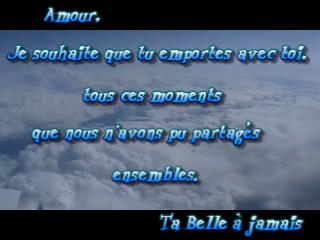 Amour.
Je souhaite que tu emportes avec toi.
tous ces moments
que nous n'avons pu partagés
ensembles.
Ta Belle à jamais